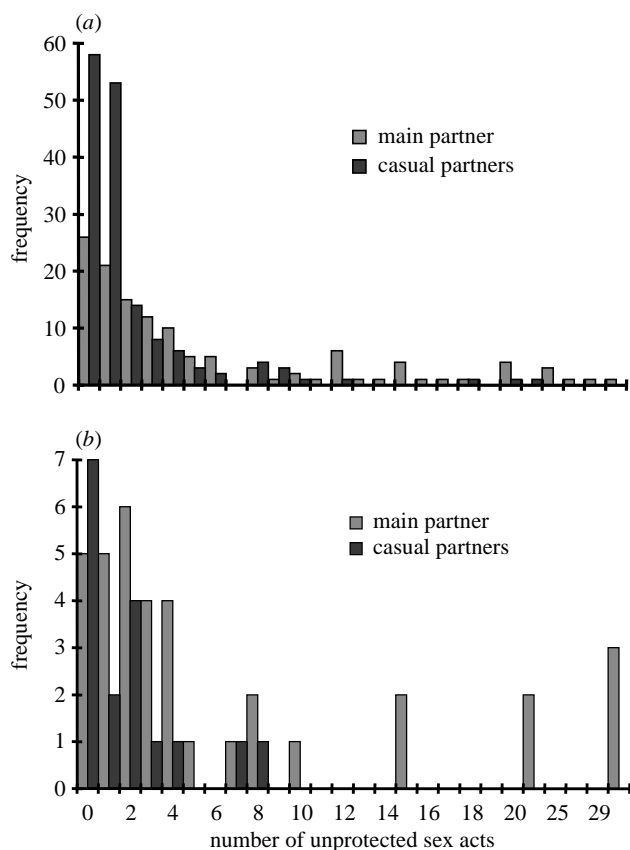 (a)
60
50
40
30
20
10
0
frequency
main partner
casual partners
(b)
7
6
5
4
3
2
1
0
frequency
main partner
casual partners
0 2 4 6 8 10 12 14 16 18 20 25 29
number of unprotected sex acts